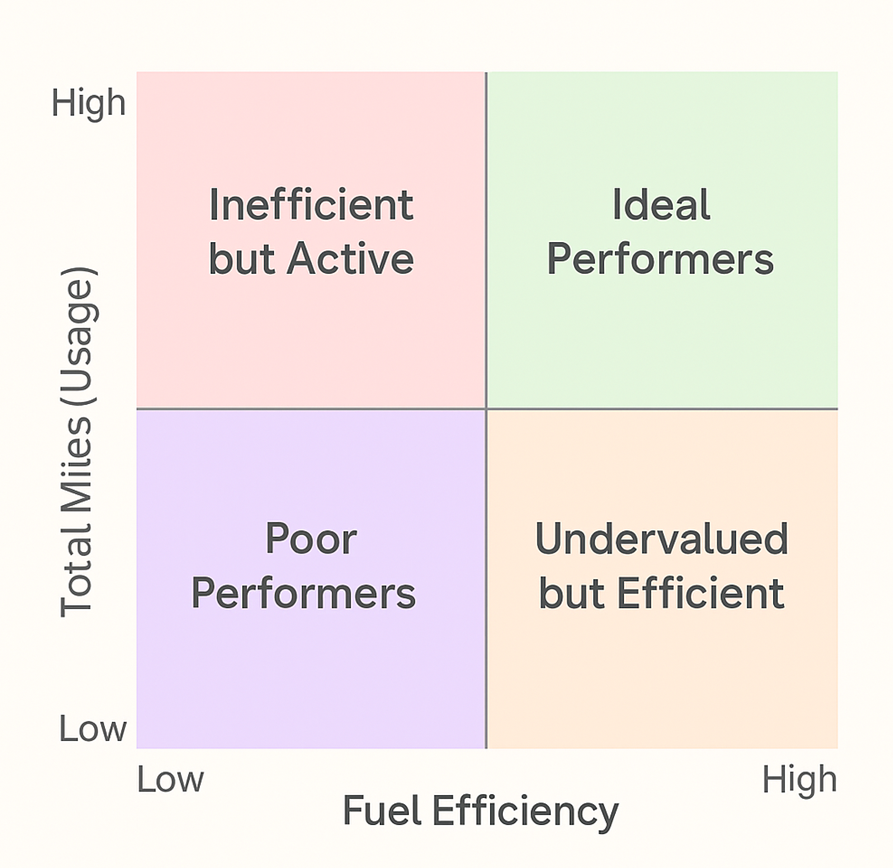 High
Inefficient
but Active
Ideal
Performers
Total Miies (Usage)
Poor
Performers
Undervalued
but Efficient
Low
Low
High
Fuel Efficiency